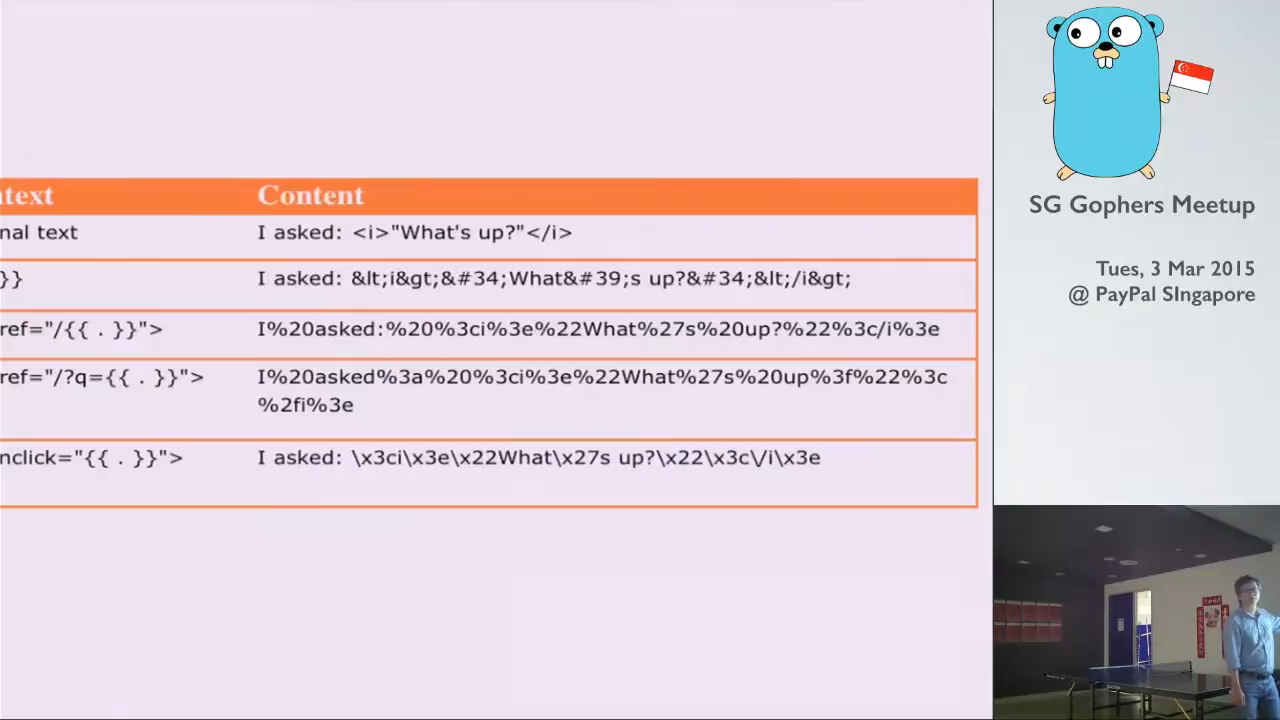 ntext Content
nal text I asked: <i>"What's up?"</i>
}} I asked: &lt;i&gt;&#34;What&#39;s up?&#34;&lt;/i&gt;
ref="/{{ . }}"> I%20asked:%20%3ci%3e%22What%27s%20up?%22%3c/i%3e
ref="/?q={{ . }}"> I%20asked%3a%20%3ci%3e%22What%27s%20up%3f%22%3c
%2fi%3e
nclick="{{ . }}"> I asked: \x3ci\x3e\x22What\x27s up?\x22\x3c\/i\x3e
SG Gophers Meetup
Tues, 3 Mar 2015
@ PayPal SIngapore